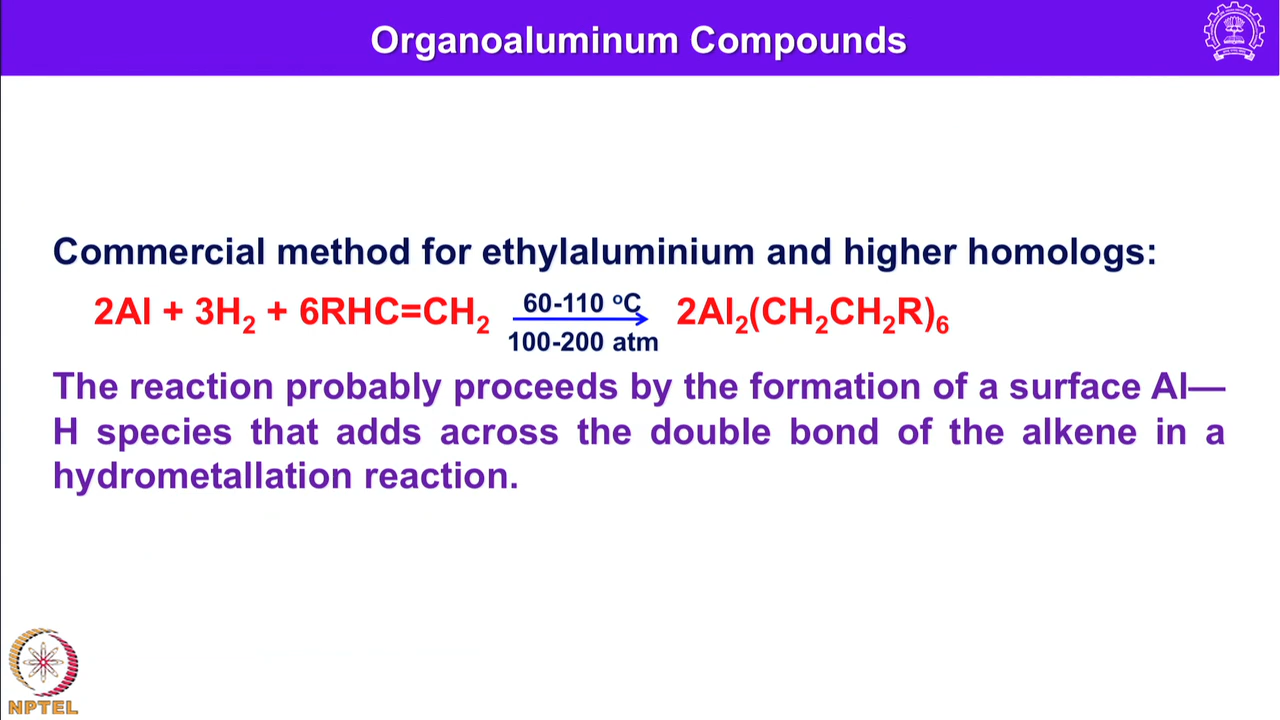 Organoaluminum Compounds
Commercial method for ethylaluminium and higher homologs:
2Al + 3H₂ + 6RHC=CH₂ 60-110 °C 100-200 atm 2Al₂(CH₂CH₂R)₆
The reaction probably proceeds by the formation of a surface Al—
H species that adds across the double bond of the alkene in a
hydrometallation reaction.
NPTEL